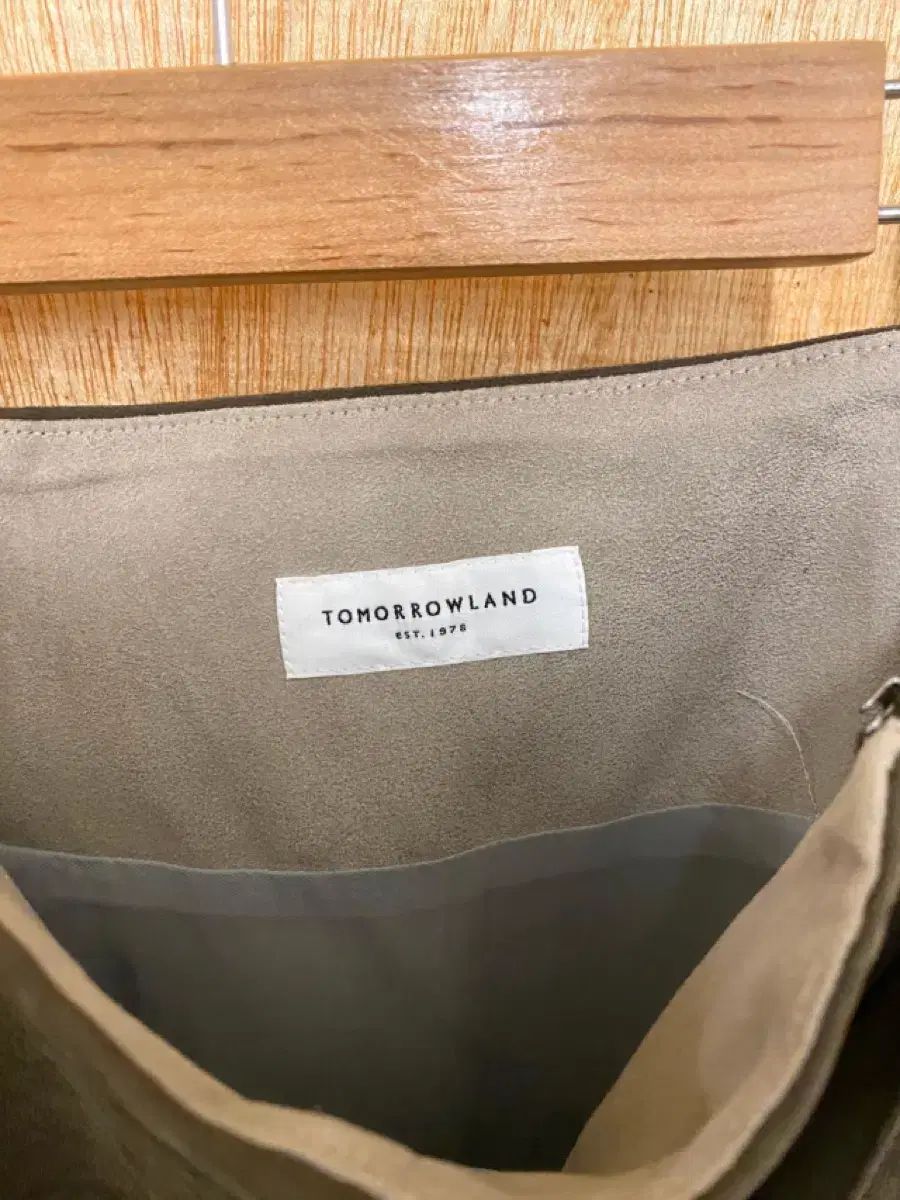 TOMORROWLAND
EST. 1978